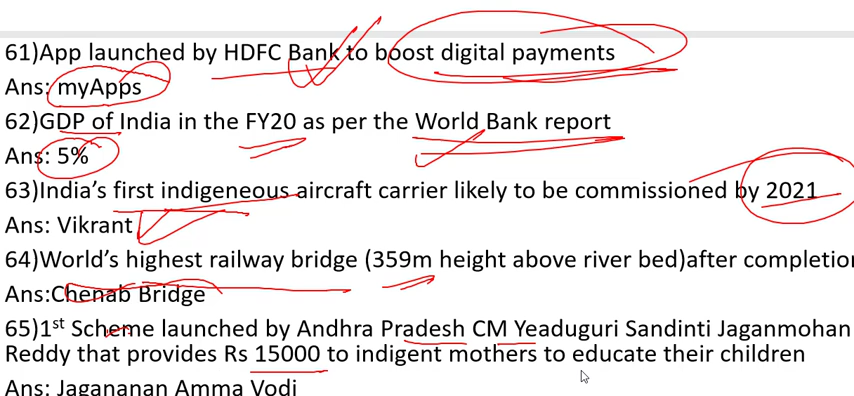 61)App launched by HDFC Bank to boost digital payments
Ans: myApps
62)GDP of India in the FY20 as per the World Bank report
Ans: 5%
63)India's first indigeneous aircraft carrier likely to be commissioned by 2021
Ans: Vikrant
64)World's highest railway bridge (359m height above river bed)after completion
Ans:Chenab Bridge
65)1st Scheme launched by Andhra Pradesh CM Yeaduguri Sandinti Jaganmohan
Reddy that provides Rs 15000 to indigent mothers to educate their children
Ans: Jagananan Amma Vodi